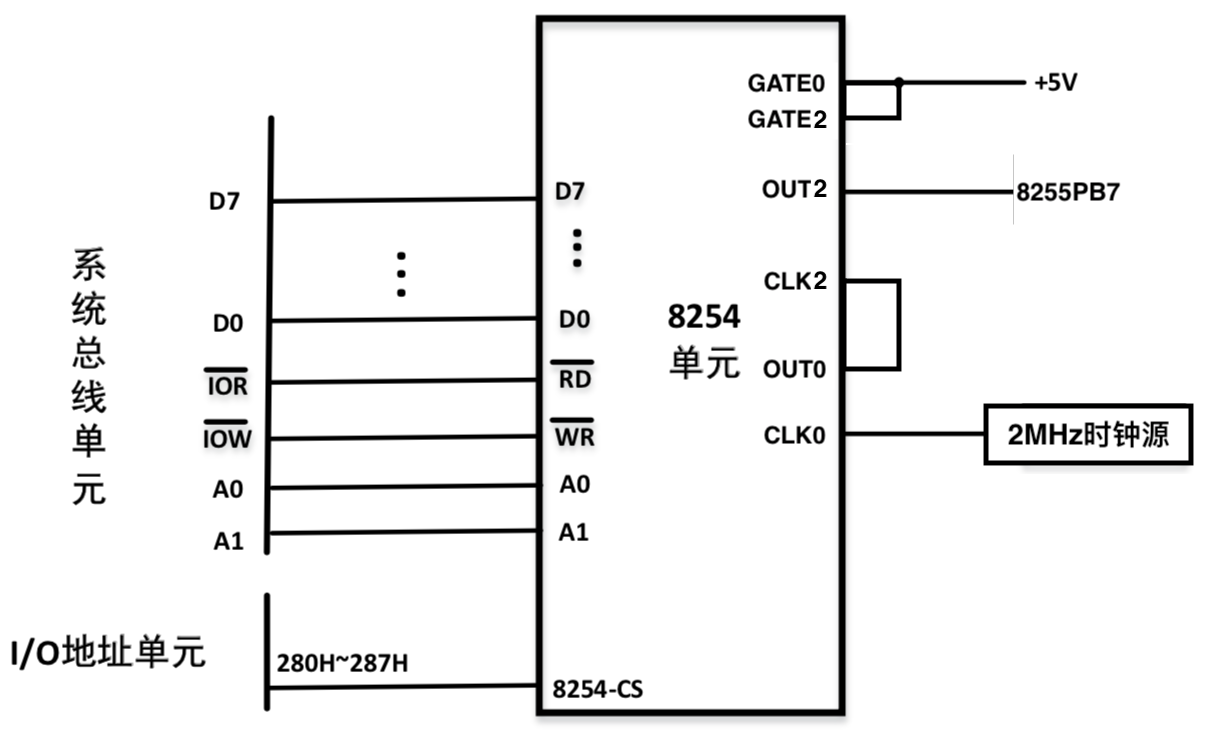 系统总线单元
D7
D0
IOR
IOW
A0
A1
I/O地址单元
280H~287H
D7
D0
RD
WR
A0
A1
8254-CS
8254
单元
GATE0
GATE2
OUT2
CLK2
OUT0
CLK0
+5V
8255PB7
2MHz时钟源